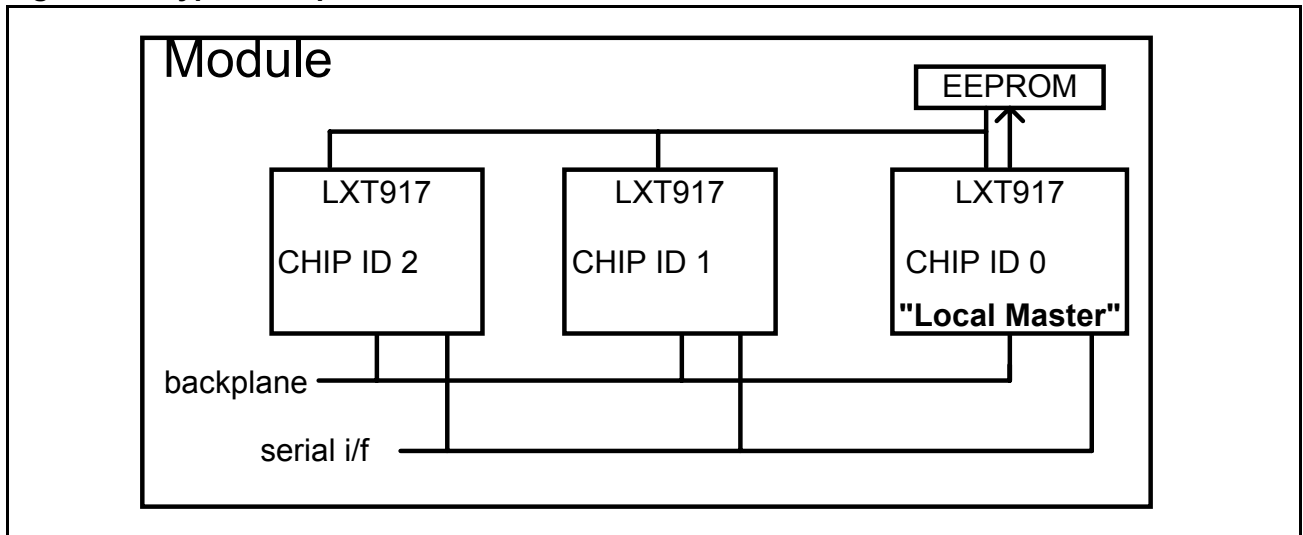 Module
EEPROM
LXT917
CHIP ID 2
LXT917
CHIP ID 1
LXT917
CHIP ID 0
"Local Master"
backplane
serial i/f